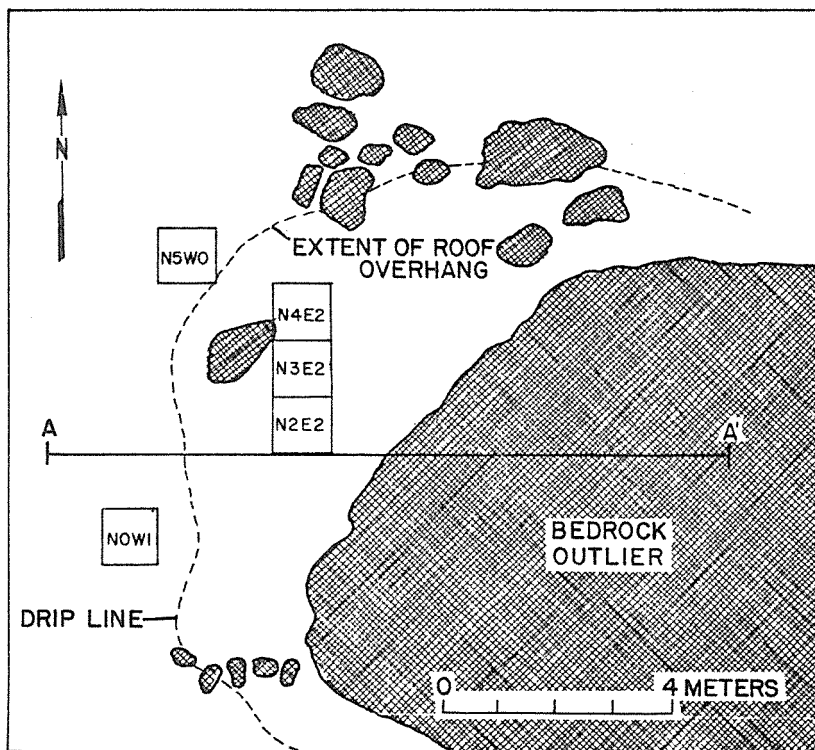 N
EXTENT OF ROOF
OVERHANG
N5W0
N4E2
N3E2
N2E2
A
A'
N0W1
BEDROCK
OUTLIER
DRIP LINE
0
4 METERS